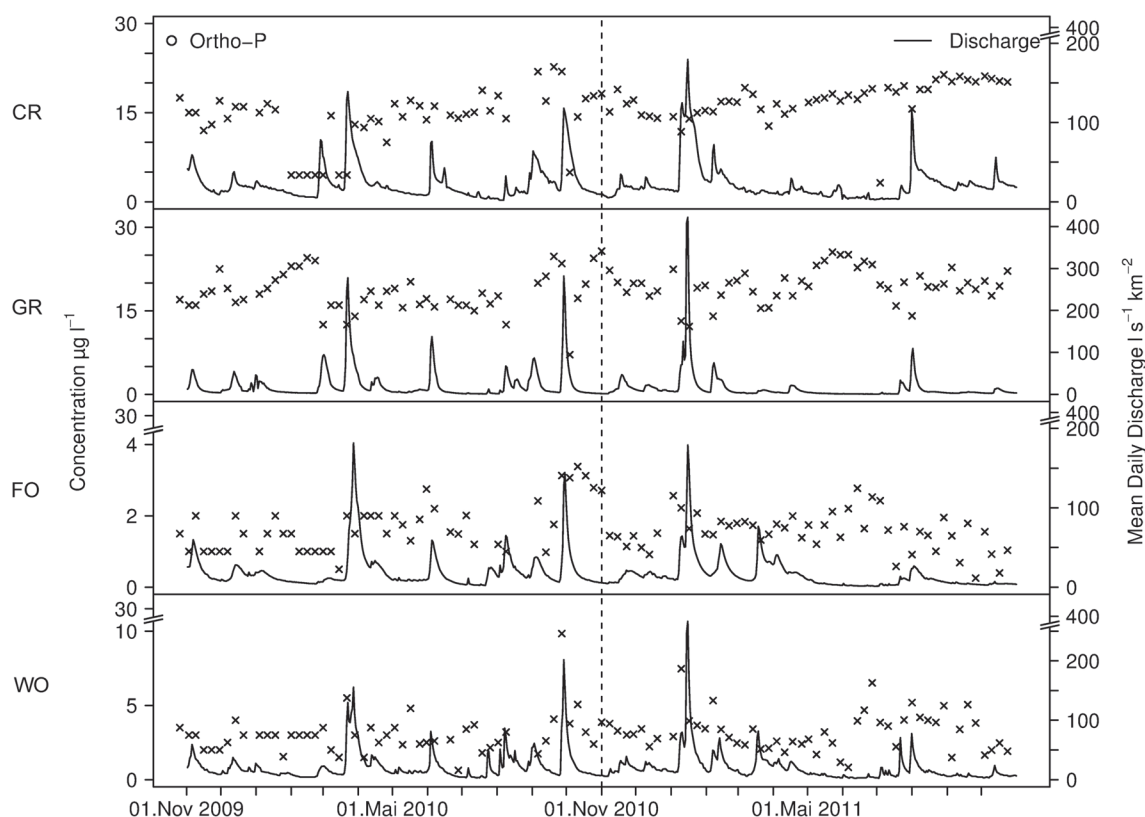 30
400
Ortho-P
Discharge
200
CR
15
100
0
0
30
400
300
GR
15
200
100
0
0
30
400
4
200
FO
2
100
0
0
30
400
10
200
WO
5
100
0
0
Concentration µg l⁻¹
Mean Daily Discharge l s⁻¹ km⁻²
01.Nov 2009
01.Mai 2010
01.Nov 2010
01.Mai 2011